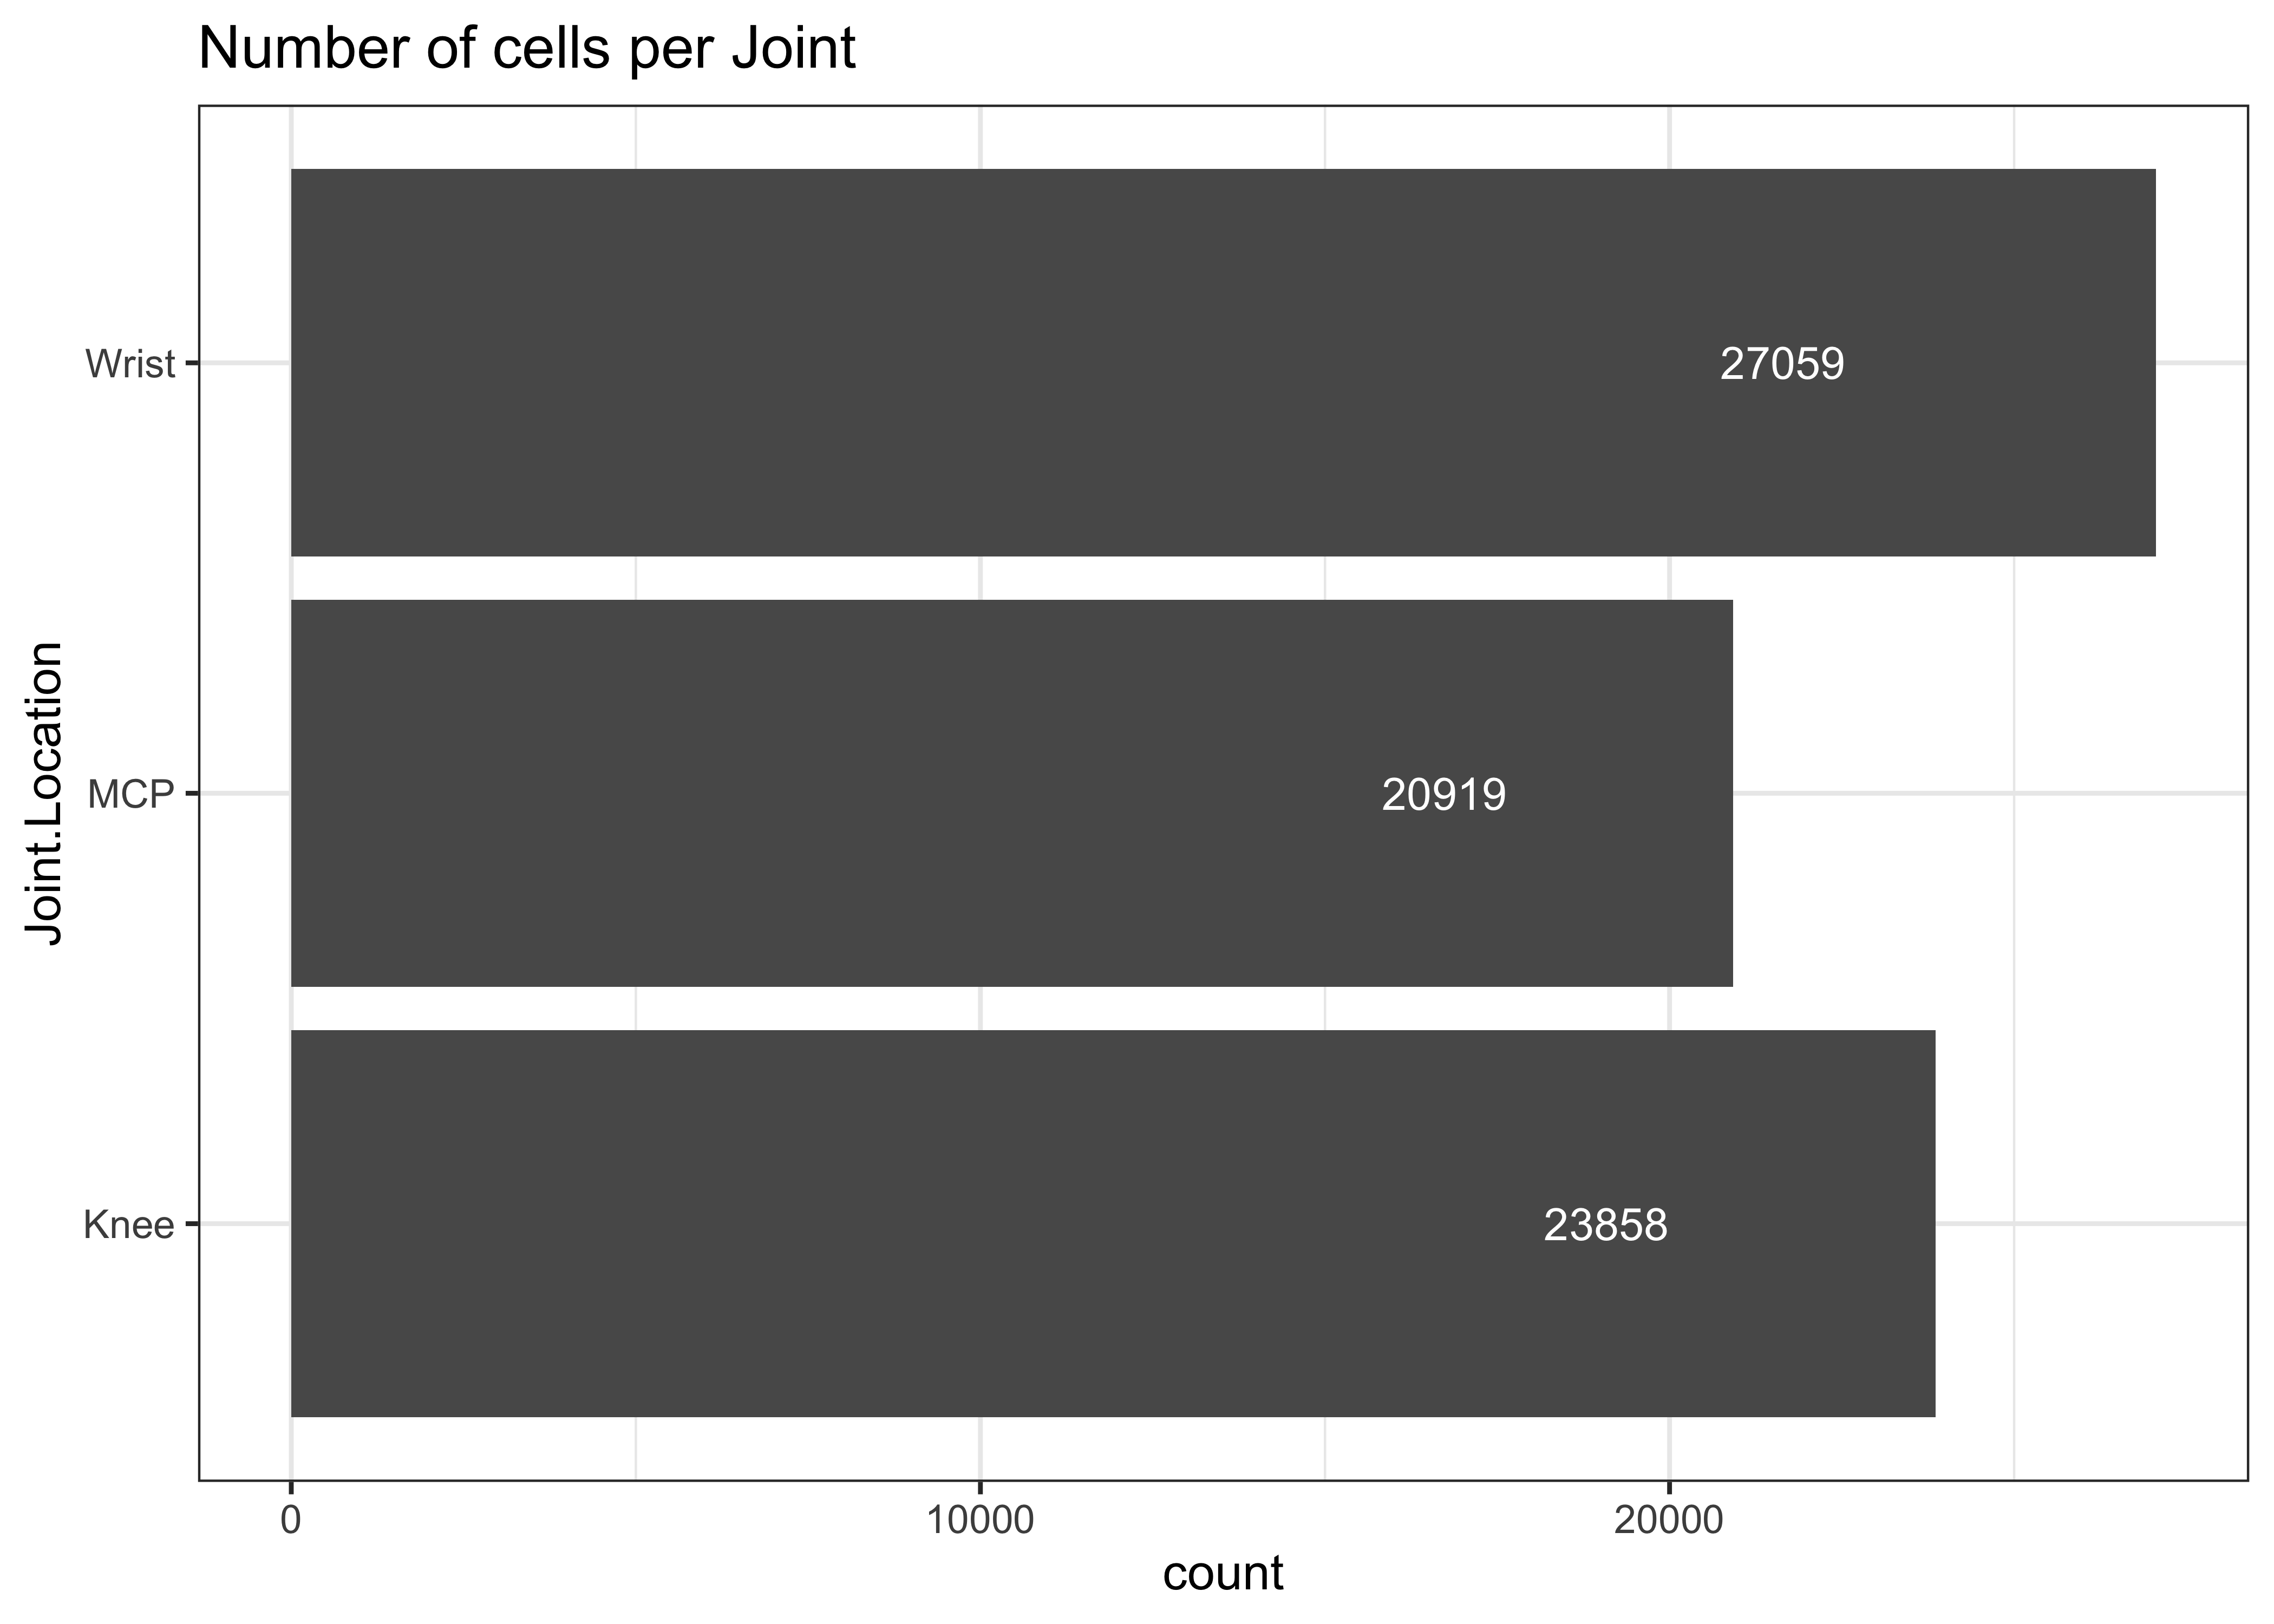 Number of cells per Joint
Joint.Location
Wrist
27059
MCP
20919
Knee
23858
0
10000
20000
count